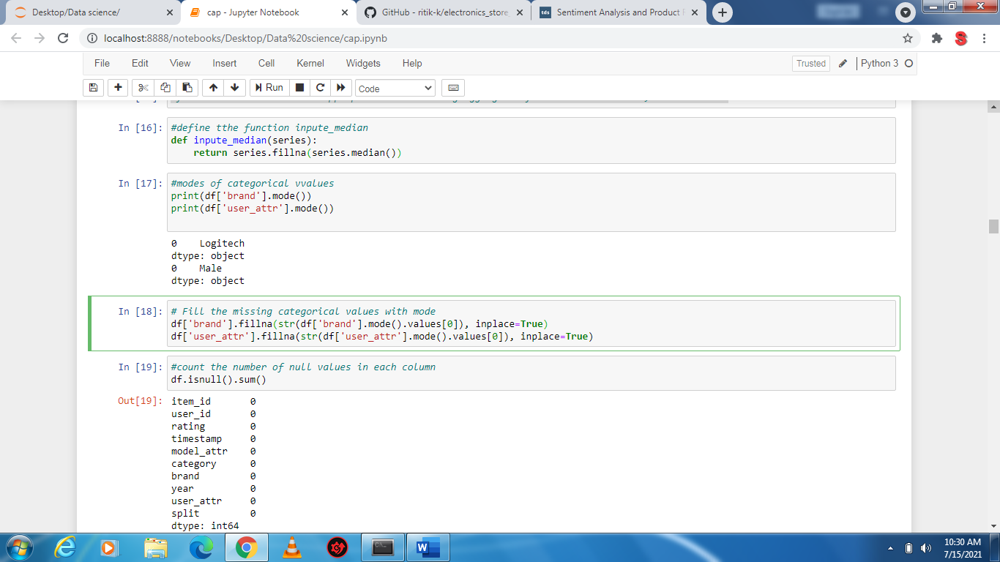 Desktop/Data science/
cap - Jupyter Notebook
GitHub - ritik-k/electronics_store
tds Sentiment Analysis and Product
localhost:8888/notebooks/Desktop/Data%20science/cap.ipynb
File Edit View Insert Cell Kernel Widgets Help
Trusted Python 3
Run Code
In [16]: #define tthe function inpute_median
def inpute_median(series):
return series.fillna(series.median())
In [17]: #modes of categorical vvalues
print(df['brand'].mode())
print(df['user_attr'].mode())
0 Logitech
dtype: object
0 Male
dtype: object
In [18]: # Fill the missing categorical values with mode
df['brand'].fillna(str(df['brand'].mode().values[0]), inplace=True)
df['user_attr'].fillna(str(df['user_attr'].mode().values[0]), inplace=True)
In [19]: #count the number of null values in each column
df.isnull().sum()
Out[19]: item_id 0
user_id 0
rating 0
timestamp 0
model_attr 0
category 0
brand 0
year 0
user_attr 0
split 0
dtype: int64
10:30 AM
7/15/2021